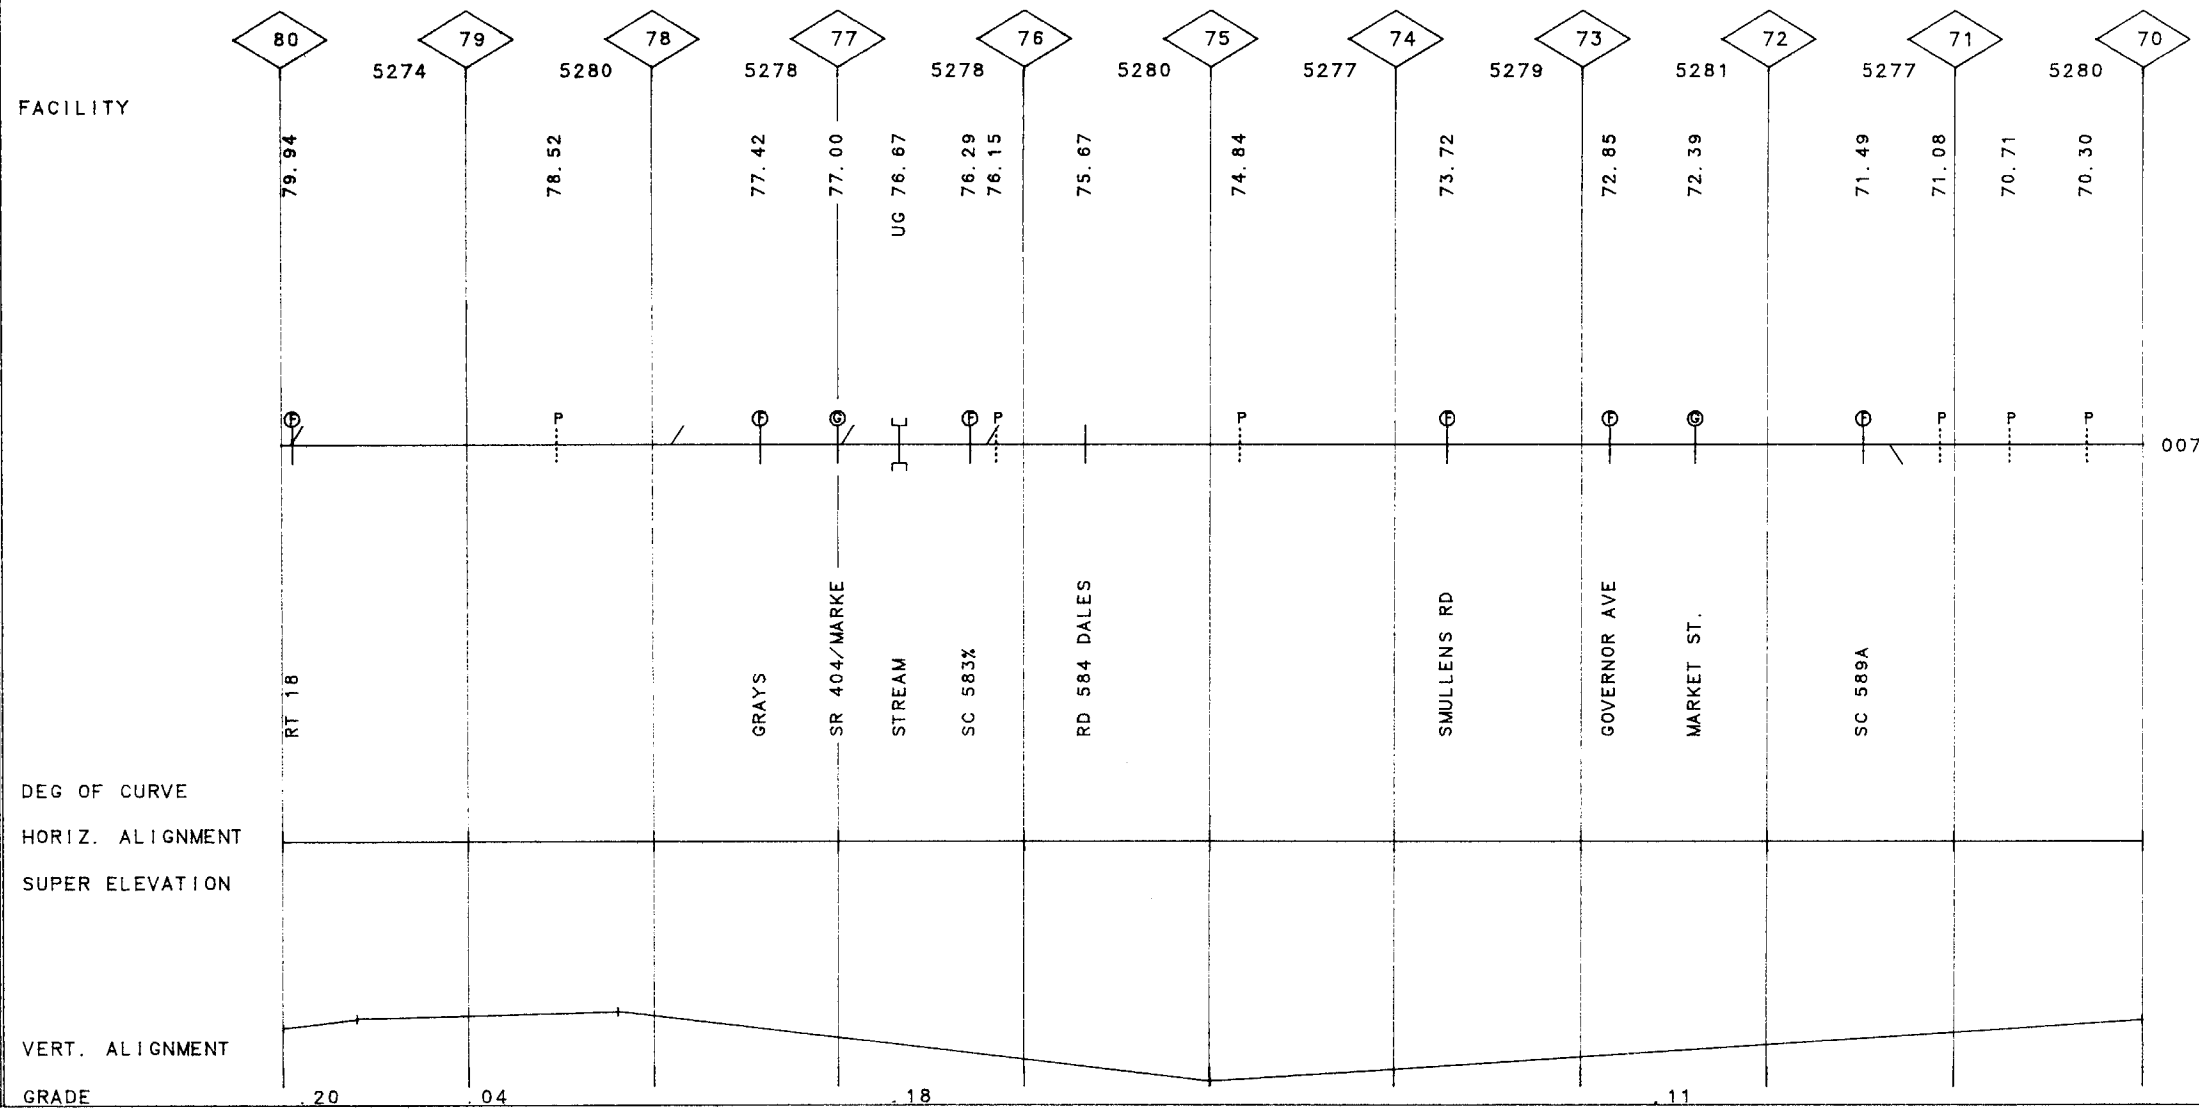 80 79 78 77 76 75 74 73 72 71 70
5274 5280 5278 5278 5280 5277 5279 5281 5277 5280
FACILITY
79.94
78.52
77.42
77.00
UG 76.67
76.29
76.15
75.67
74.84
73.72
72.85
72.39
71.49
71.08
70.71
70.30
F P F G F P P F F G F P P P
007
RT 18
GRAYS
SR 404/MARKE
STREAM
SC 583%
RD 584 DALES
SMULLENS RD
GOVERNOR AVE
MARKET ST.
SC 589A
DEG OF CURVE
HORIZ. ALIGNMENT
SUPER ELEVATION
VERT. ALIGNMENT
GRADE .20 .04 .18 .11